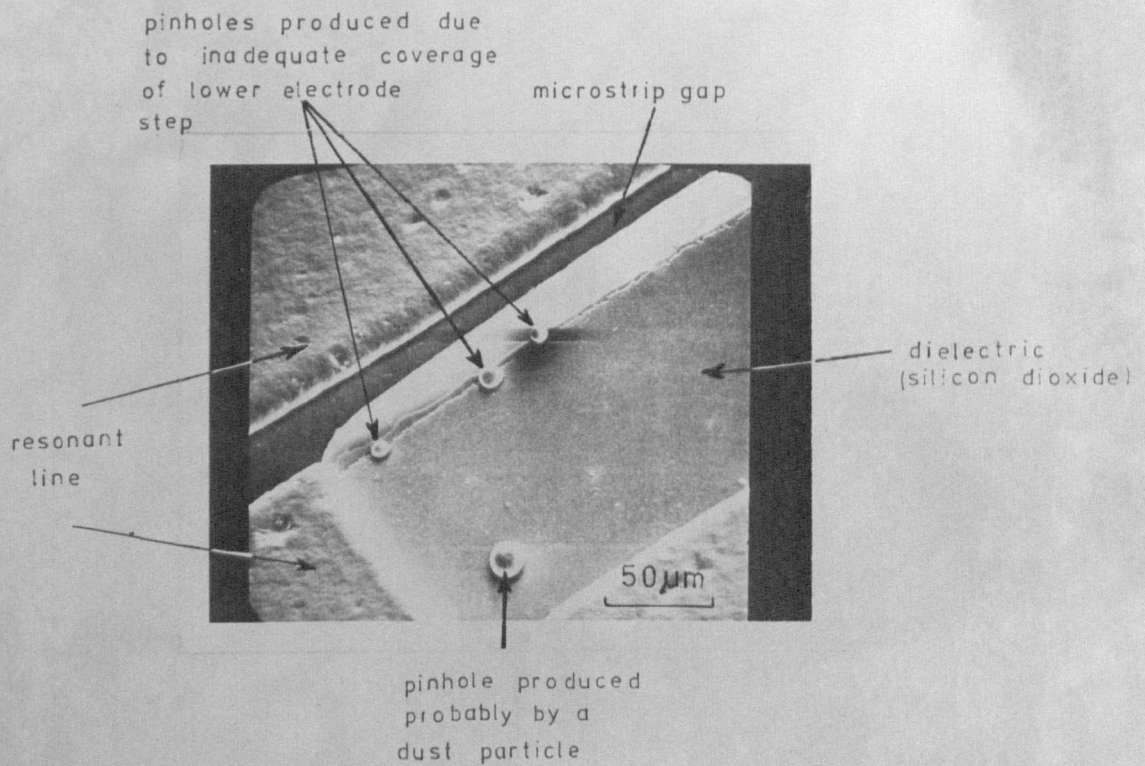 pinholes produced due
to inadequate coverage
of lower electrode
step
microstrip gap
dielectric
(silicon dioxide)
resonant
line
50µm
pinhole produced
probably by a
dust particle